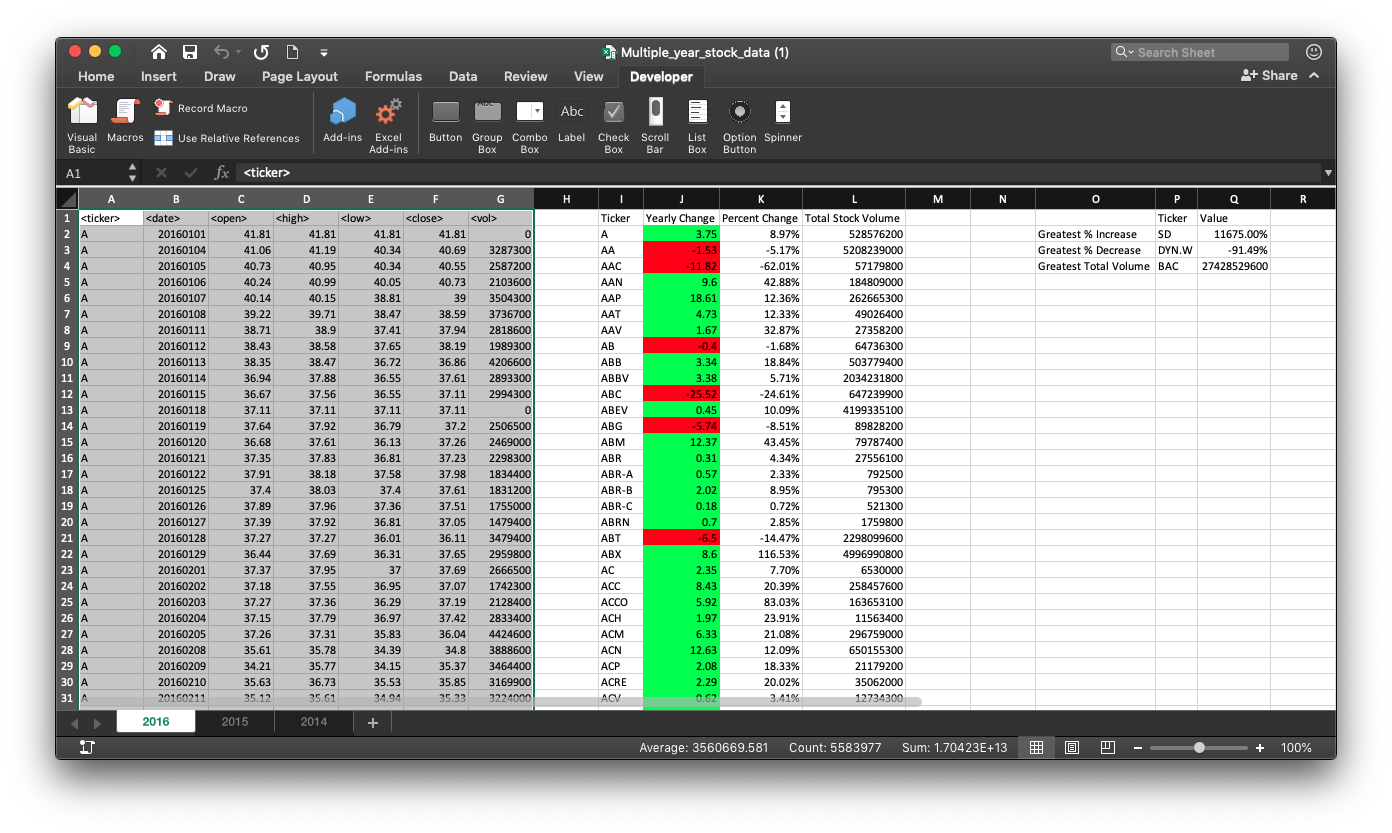 Multiple_year_stock_data (1)
Search Sheet
Home Insert Draw Page Layout Formulas Data Review View Developer
Share
Visual Basic
Macros
Record Macro
Use Relative References
Add-ins
Excel Add-ins
Button
Group Box
Combo Box
Abc
Label
Check Box
Scroll Bar
List Box
Option Button
Spinner
A1 fx <ticker>
A B C D E F G H I J K L M N O P Q R
1 <ticker> <date> <open> <high> <low> <close> <vol> Ticker Yearly Change Percent Change Total Stock Volume Ticker Value
2 A 20160101 41.81 41.81 41.81 41.81 0 A 3.75 8.97% 528576200 Greatest % Increase SD 11675.00%
3 A 20160104 41.06 41.19 40.34 40.69 3287300 AA -1.53 -5.17% 5208239000 Greatest % Decrease DYN.W -91.49%
4 A 20160105 40.73 40.95 40.34 40.55 2587200 AAC -11.82 -62.01% 57179800 Greatest Total Volume BAC 27428529600
5 A 20160106 40.24 40.99 40.05 40.73 2103600 AAN 9.6 42.88% 184809000
6 A 20160107 40.14 40.15 38.81 39 3504300 AAP 18.61 12.36% 262665300
7 A 20160108 39.22 39.71 38.47 38.59 3736700 AAT 4.73 12.33% 49026400
8 A 20160111 38.71 38.9 37.41 37.94 2818600 AAV 1.67 32.87% 27358200
9 A 20160112 38.43 38.58 37.65 38.19 1989300 AB -0.4 -1.68% 64736300
10 A 20160113 38.35 38.47 36.72 36.86 4206600 ABB 3.34 18.84% 503779400
11 A 20160114 36.94 37.88 36.55 37.61 2893300 ABBV 3.38 5.71% 2034231800
12 A 20160115 36.67 37.56 36.55 37.11 2994300 ABC -25.52 -24.61% 647239900
13 A 20160118 37.11 37.11 37.11 37.11 0 ABEV 0.45 10.09% 4199335100
14 A 20160119 37.64 37.92 36.79 37.2 2506500 ABG -5.74 -8.51% 89828200
15 A 20160120 36.68 37.61 36.13 37.26 2469000 ABM 12.37 43.45% 79787400
16 A 20160121 37.35 37.83 36.81 37.23 2298300 ABR 0.31 4.34% 27556100
17 A 20160122 37.91 38.18 37.58 37.98 1834400 ABR-A 0.57 2.33% 792500
18 A 20160125 37.4 38.03 37.4 37.61 1831200 ABR-B 2.02 8.95% 795300
19 A 20160126 37.89 37.96 37.36 37.51 1755000 ABR-C 0.18 0.72% 521300
20 A 20160127 37.39 37.92 36.81 37.05 1479400 ABRN 0.7 2.85% 1759800
21 A 20160128 37.27 37.27 36.01 36.11 3479400 ABT -6.5 -14.47% 2298099600
22 A 20160129 36.44 37.69 36.31 37.65 2959800 ABX 8.6 116.53% 4996990800
23 A 20160201 37.37 37.95 37 37.69 2666500 AC 2.35 7.70% 6530000
24 A 20160202 37.18 37.55 36.95 37.07 1742300 ACC 8.43 20.39% 258457600
25 A 20160203 37.27 37.36 36.29 37.19 2128400 ACCO 5.92 83.03% 163653100
26 A 20160204 37.15 37.79 36.97 37.42 2833400 ACH 1.97 23.91% 11563400
27 A 20160205 37.26 37.31 35.83 36.04 4424600 ACM 6.33 21.08% 296759000
28 A 20160208 35.61 35.78 34.39 34.8 3888600 ACN 12.63 12.09% 650155300
29 A 20160209 34.21 35.77 34.15 35.37 3464400 ACP 2.08 18.33% 21179200
30 A 20160210 35.63 36.73 35.53 35.85 3169900 ACRE 2.29 20.02% 35062000
31 A 20160211 35.12 35.61 34.94 35.33 3224000 ACV 0.62 3.41% 12734300
2016 2015 2014 +
Average: 3560669.581 Count: 5583977 Sum: 1.70423E+13 100%